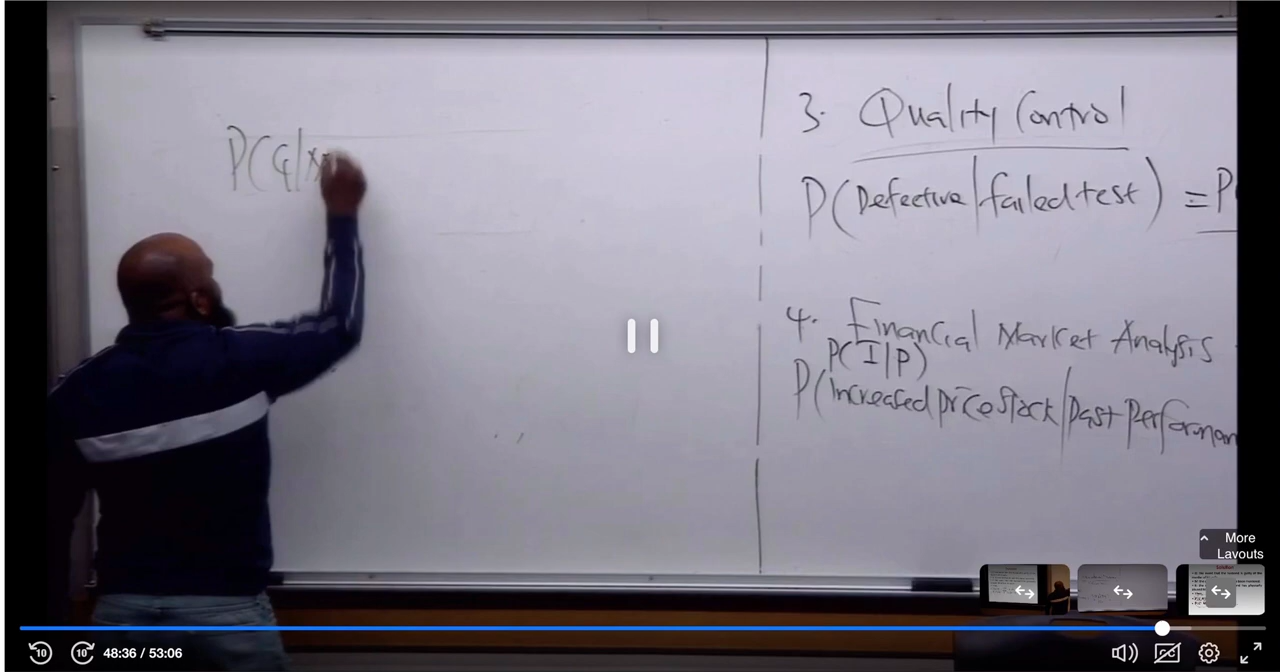 P(G|
3. Quality Control
P(Defective|failed test) = P
4. Financial Market Analysis
P(I|P)
P(Increased price stock/past performan
More
Layouts
10 10 48:36 / 53:06